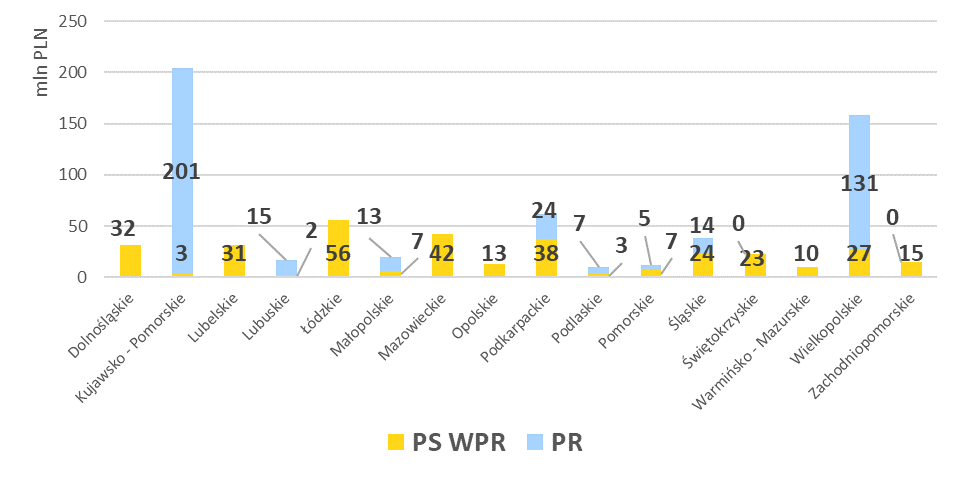 mln PLN
250
200
150
100
50
0
32
201
3
31
15
2
56
13
7
42
13
24
38
7
3
5
7
14
24
0
23
10
131
27
0
15
Dolnośląskie
Kujawsko - Pomorskie
Lubelskie
Lubuskie
Łódzkie
Małopolskie
Mazowieckie
Opolskie
Podkarpackie
Podlaskie
Pomorskie
Śląskie
Świętokrzyskie
Warmińsko - Mazurskie
Wielkopolskie
Zachodniopomorskie
PS WPR
PR